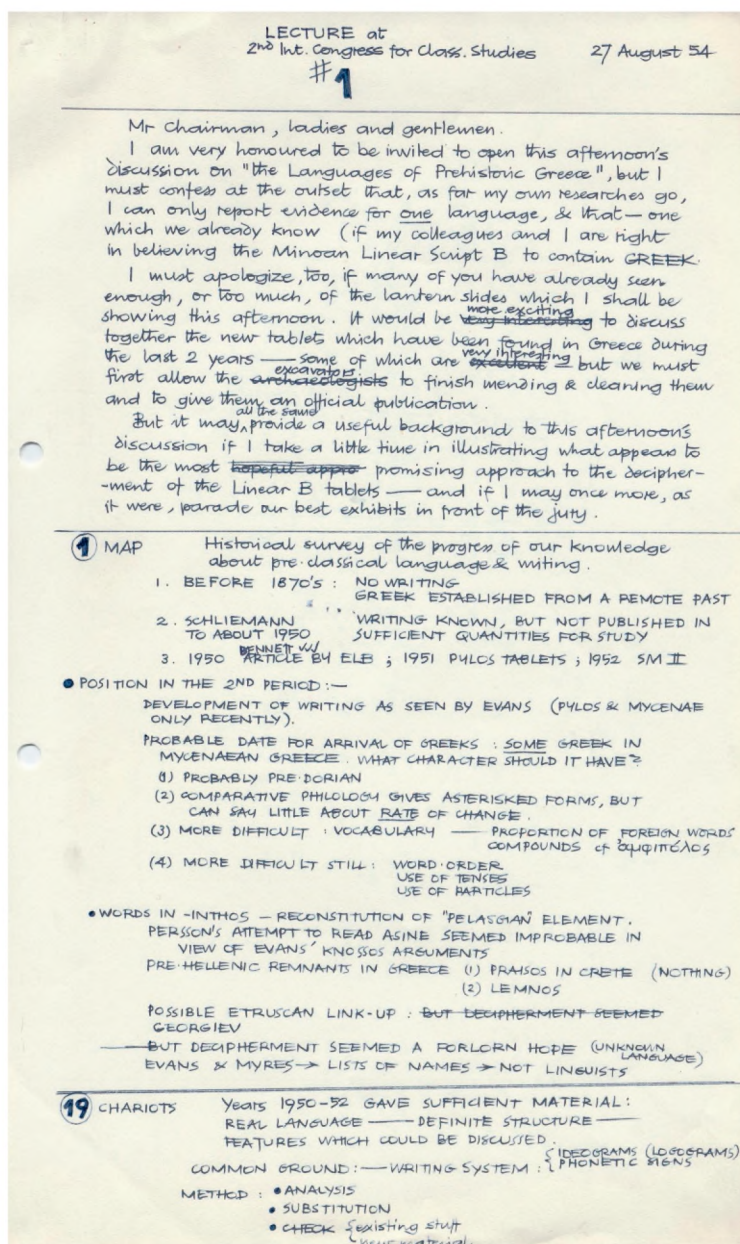 LECTURE at
2nd Int. Congress for Class. Studies 27 August 54
#1
Mr Chairman, ladies and gentlemen.
I am very honoured to be invited to open this afternoon's
discussion on "the Languages of Prehistoric Greece", but I
must confess at the outset that, as far my own researches go,
I can only report evidence for one language, & that — one
which we already know (if my colleagues and I are right
in believing the Minoan Linear Script B to contain GREEK.
I must apologize, too, if many of you have already seen
enough, or too much, of the lantern slides which I shall be
more exciting
showing this afternoon. It would be very interesting to discuss
together the new tablets which have been found in Greece during
very interesting
the last 2 years — some of which are excellent — but we must
excavators
first allow the archaeologists to finish mending & cleaning them
and to give them an official publication.
all the same
But it may provide a useful background to this afternoon's
discussion if I take a little time in illustrating what appears to
be the most hopeful appro promising approach to the decipher-
-ment of the Linear B tablets — and if I may once more, as
it were, parade our best exhibits in front of the jury.
1 MAP Historical survey of the progress of our knowledge
about pre-classical language & writing.
1. BEFORE 1870's : NO WRITING
GREEK ESTABLISHED FROM A REMOTE PAST
2. SCHLIEMANN WRITING KNOWN, BUT NOT PUBLISHED IN
TO ABOUT 1950 SUFFICIENT QUANTITIES FOR STUDY
BENNETT
3. 1950 ARTICLE BY ELB ; 1951 PYLOS TABLETS ; 1952 SM II
• POSITION IN THE 2ND PERIOD :—
DEVELOPMENT OF WRITING AS SEEN BY EVANS (PYLOS & MYCENAE
ONLY RECENTLY).
PROBABLE DATE FOR ARRIVAL OF GREEKS : SOME GREEK IN
MYCENAEAN GREECE. WHAT CHARACTER SHOULD IT HAVE?
(1) PROBABLY PRE-DORIAN
(2) COMPARATIVE PHILOLOGY GIVES ASTERISKED FORMS, BUT
CAN SAY LITTLE ABOUT RATE OF CHANGE.
(3) MORE DIFFICULT : VOCABULARY — PROPORTION OF FOREIGN WORDS
COMPOUNDS cf αμφιπέλος
(4) MORE DIFFICULT STILL : WORD-ORDER
USE OF TENSES
USE OF PARTICLES
• WORDS IN -INTHOS — RECONSTITUTION OF "PELASGIAN" ELEMENT.
PERSSON'S ATTEMPT TO READ ASINE SEEMED IMPROBABLE IN
VIEW OF EVANS' KNOSSOS ARGUMENTS
PRE-HELLENIC REMNANTS IN GREECE (1) PRAISOS IN CRETE (NOTHING)
(2) LEMNOS
POSSIBLE ETRUSCAN LINK-UP : BUT DECIPHERMENT SEEMED
GEORGIEV
— BUT DECIPHERMENT SEEMED A FORLORN HOPE (UNKNOWN
LANGUAGE)
EVANS & MYRES → LISTS OF NAMES → NOT LINGUISTS
19 CHARIOTS Years 1950-52 GAVE SUFFICIENT MATERIAL :
REAL LANGUAGE — DEFINITE STRUCTURE —
FEATURES WHICH COULD BE DISCUSSED.
COMMON GROUND :— WRITING SYSTEM : { IDEOGRAMS (LOGOGRAMS)
PHONETIC SIGNS
METHOD : • ANALYSIS
• SUBSTITUTION
• CHECK { existing stuff
new material.